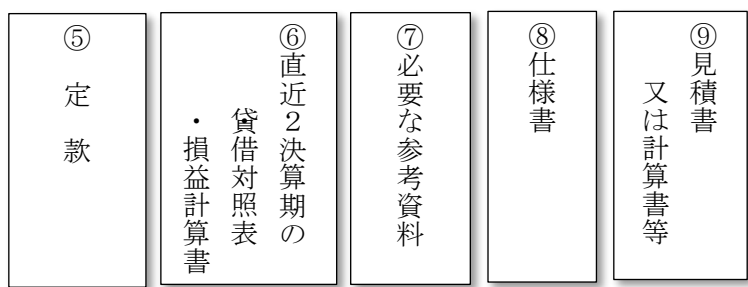 ⑤ 定 款
⑥直近２決算期の
貸借対照表
・損益計算書
⑦必要な参考資料
⑧仕様書
⑨見積書
又は計算書等